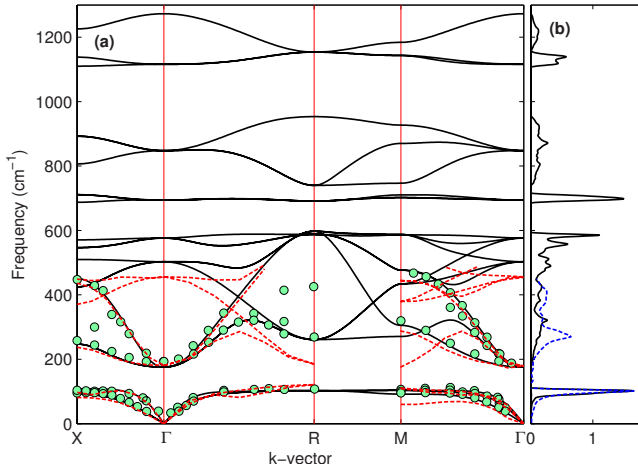 (a)
(b)
1200
1000
800
600
400
200
0
Frequency (cm⁻¹)
X
Γ
R
M
Γ
0
1
k-vector